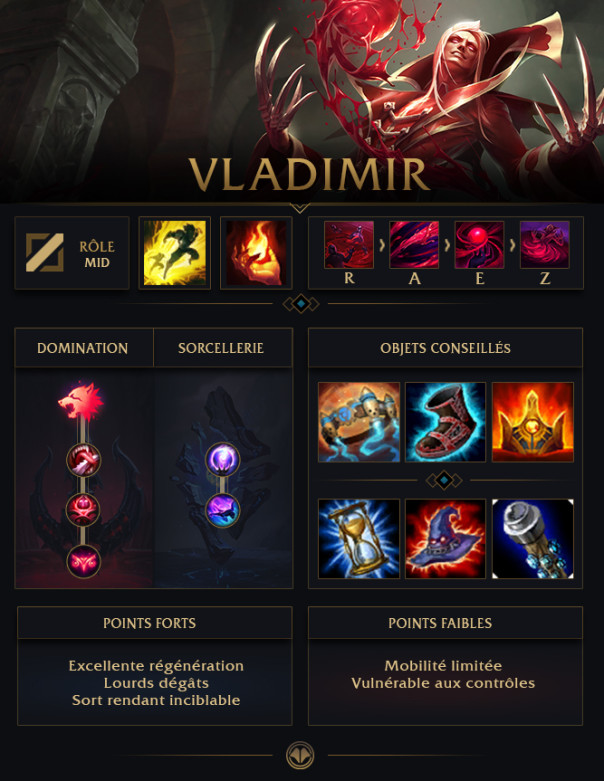 VLADIMIR
RÔLE
MID
R
A
E
Z
DOMINATION
SORCELLERIE
OBJETS CONSEILLÉS
POINTS FORTS
Excellente régénération
Lourds dégâts
Sort rendant inciblable
POINTS FAIBLES
Mobilité limitée
Vulnérable aux contrôles